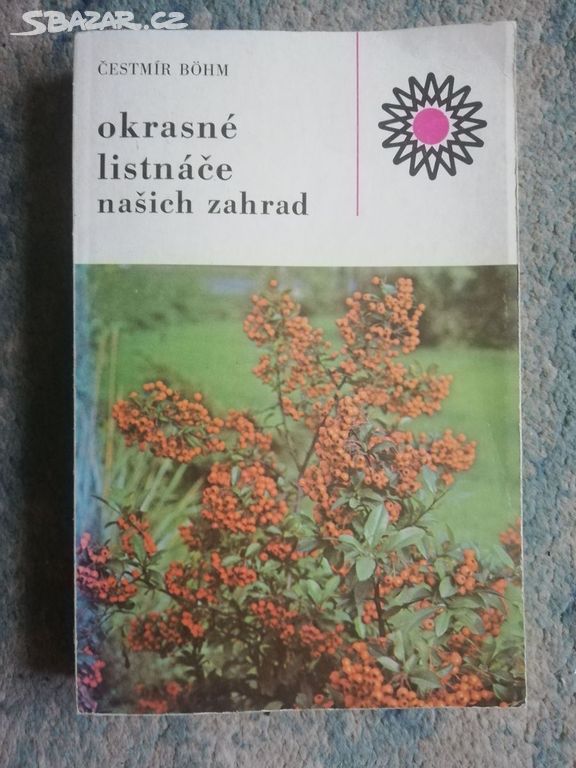 SBAZAR.CZ
ČESTMÍR BÖHM
okrasné
listnáče
našich zahrad